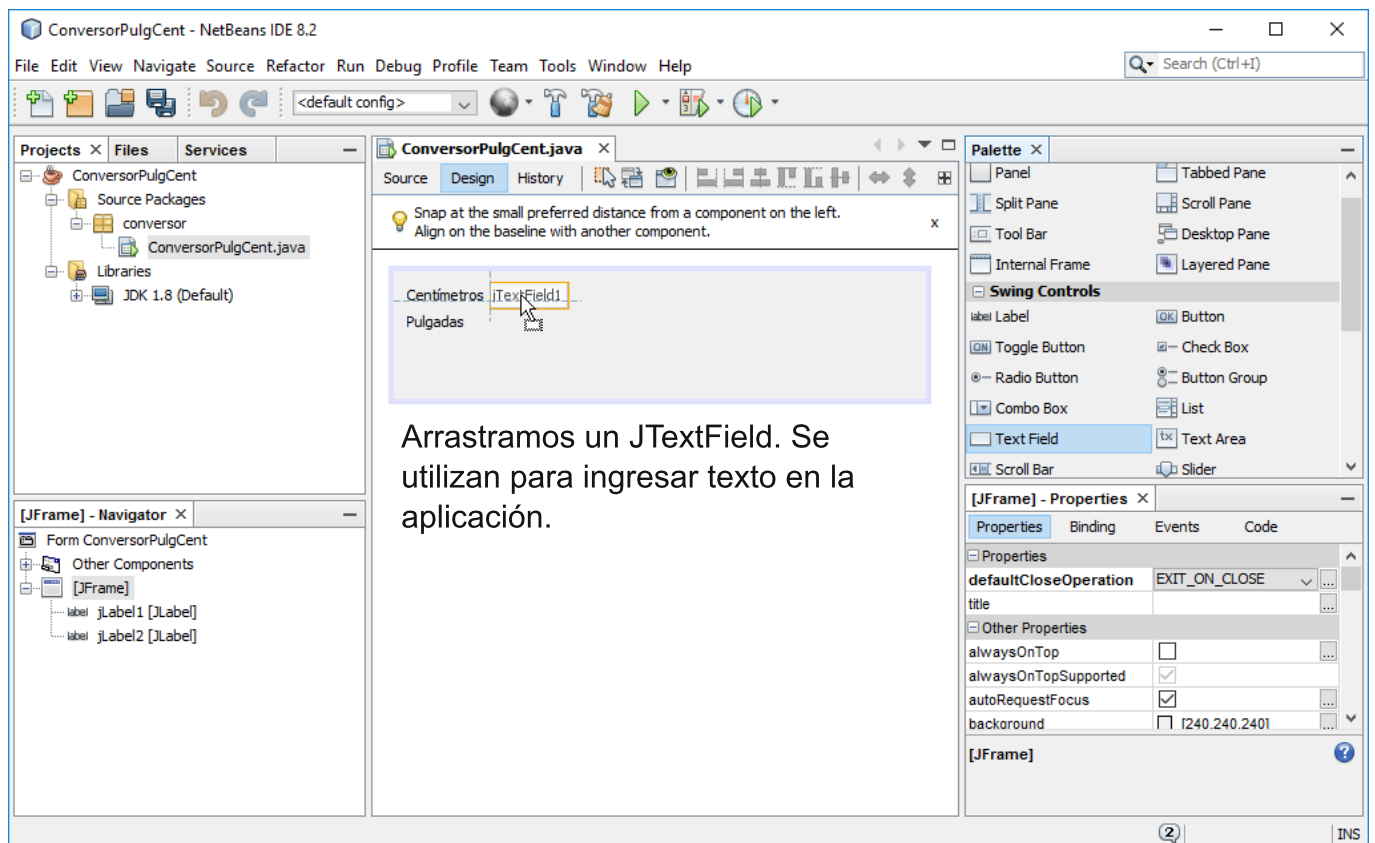 ConversorPulgCent - NetBeans IDE 8.2
File Edit View Navigate Source Refactor Run Debug Profile Team Tools Window Help
Search (Ctrl+I)
<default config>
Projects Files Services
ConversorPulgCent
Source Packages
conversor
ConversorPulgCent.java
Libraries
JDK 1.8 (Default)
[JFrame] - Navigator
Form ConversorPulgCent
Other Components
[JFrame]
label jLabel1 [JLabel]
label jLabel2 [JLabel]
ConversorPulgCent.java
Source Design History
Snap at the small preferred distance from a component on the left.
Align on the baseline with another component.
x
Centímetros jTextField1
Pulgadas
Arrastramos un JTextField. Se
utilizan para ingresar texto en la
aplicación.
Palette
Panel Tabbed Pane
Split Pane Scroll Pane
Tool Bar Desktop Pane
Internal Frame Layered Pane
Swing Controls
label Label OK Button
ON Toggle Button Check Box
Radio Button Button Group
Combo Box List
Text Field tx Text Area
Scroll Bar Slider
[JFrame] - Properties
Properties Binding Events Code
Properties
defaultCloseOperation EXIT_ON_CLOSE ...
title ...
Other Properties
alwaysOnTop ...
alwaysOnTopSupported
autoRequestFocus ...
background [240,240,240] ...
[JFrame] ?
2 INS